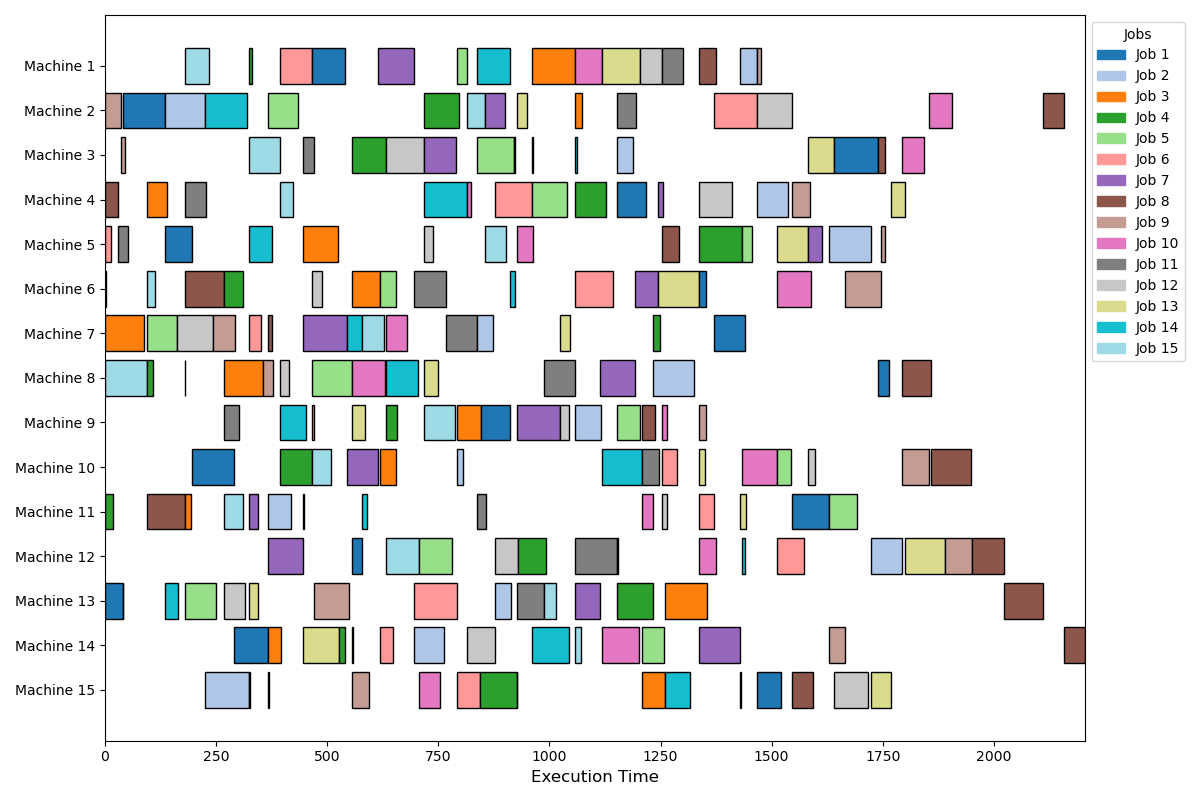 Machine 1
Machine 2
Machine 3
Machine 4
Machine 5
Machine 6
Machine 7
Machine 8
Machine 9
Machine 10
Machine 11
Machine 12
Machine 13
Machine 14
Machine 15
0 250 500 750 1000 1250 1500 1750 2000
Execution Time
Jobs
Job 1
Job 2
Job 3
Job 4
Job 5
Job 6
Job 7
Job 8
Job 9
Job 10
Job 11
Job 12
Job 13
Job 14
Job 15